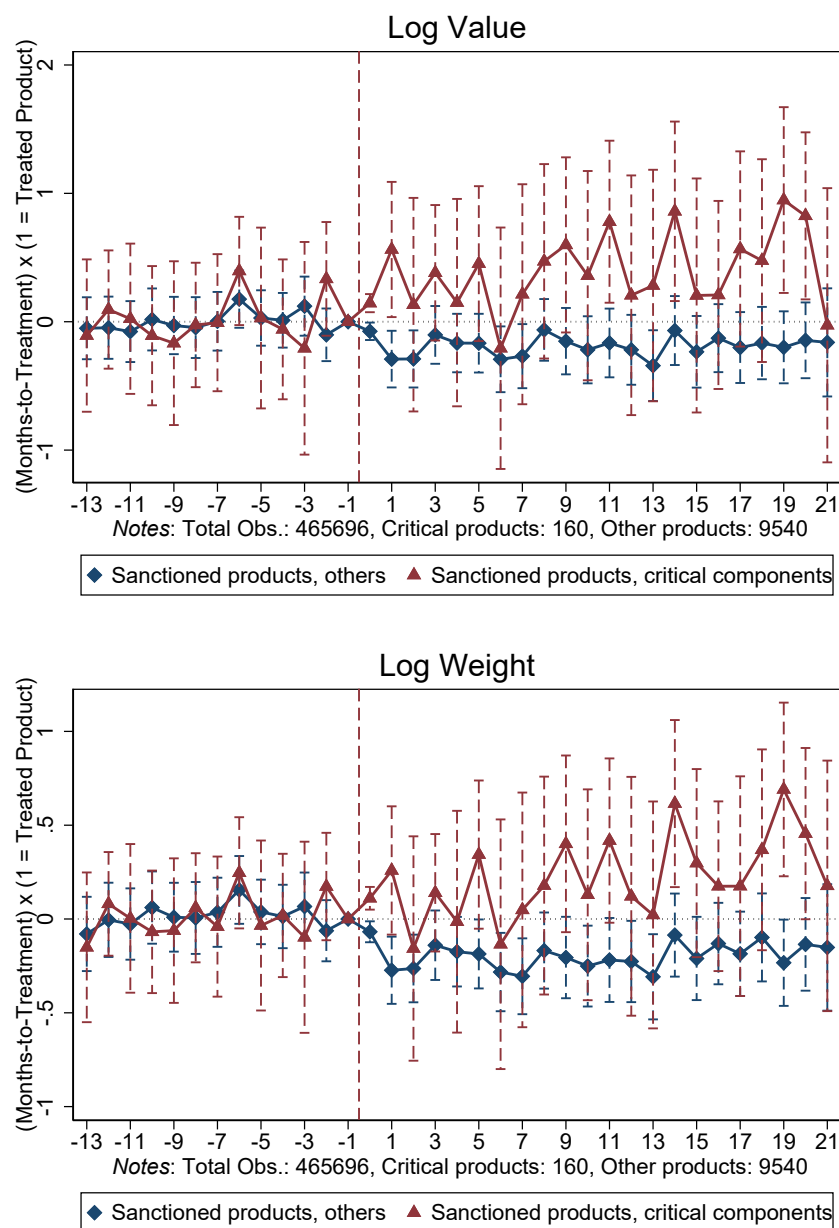 Log Value
(Months-to-Treatment) x (1 = Treated Product)
2
1
0
-1
-13 -11 -9 -7 -5 -3 -1 1 3 5 7 9 11 13 15 17 19 21
Notes: Total Obs.: 465696, Critical products: 160, Other products: 9540
Sanctioned products, others Sanctioned products, critical components
Log Weight
(Months-to-Treatment) x (1 = Treated Product)
1
.5
0
-.5
-1
-13 -11 -9 -7 -5 -3 -1 1 3 5 7 9 11 13 15 17 19 21
Notes: Total Obs.: 465696, Critical products: 160, Other products: 9540
Sanctioned products, others Sanctioned products, critical components